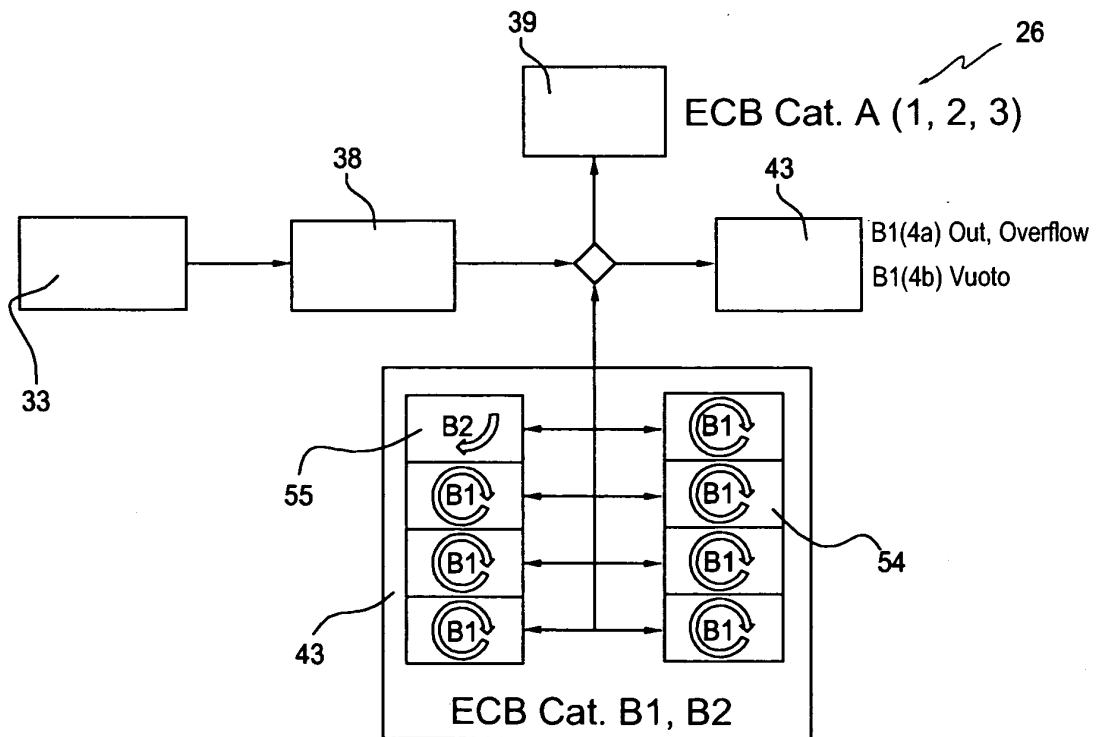 39
26
ECB Cat. A (1, 2, 3)
38
43
B1(4a) Out, Overflow
B1(4b) Vuoto
33
B2
B1
55
B1
B1
B1
B1
54
B1
B1
43
ECB Cat. B1, B2